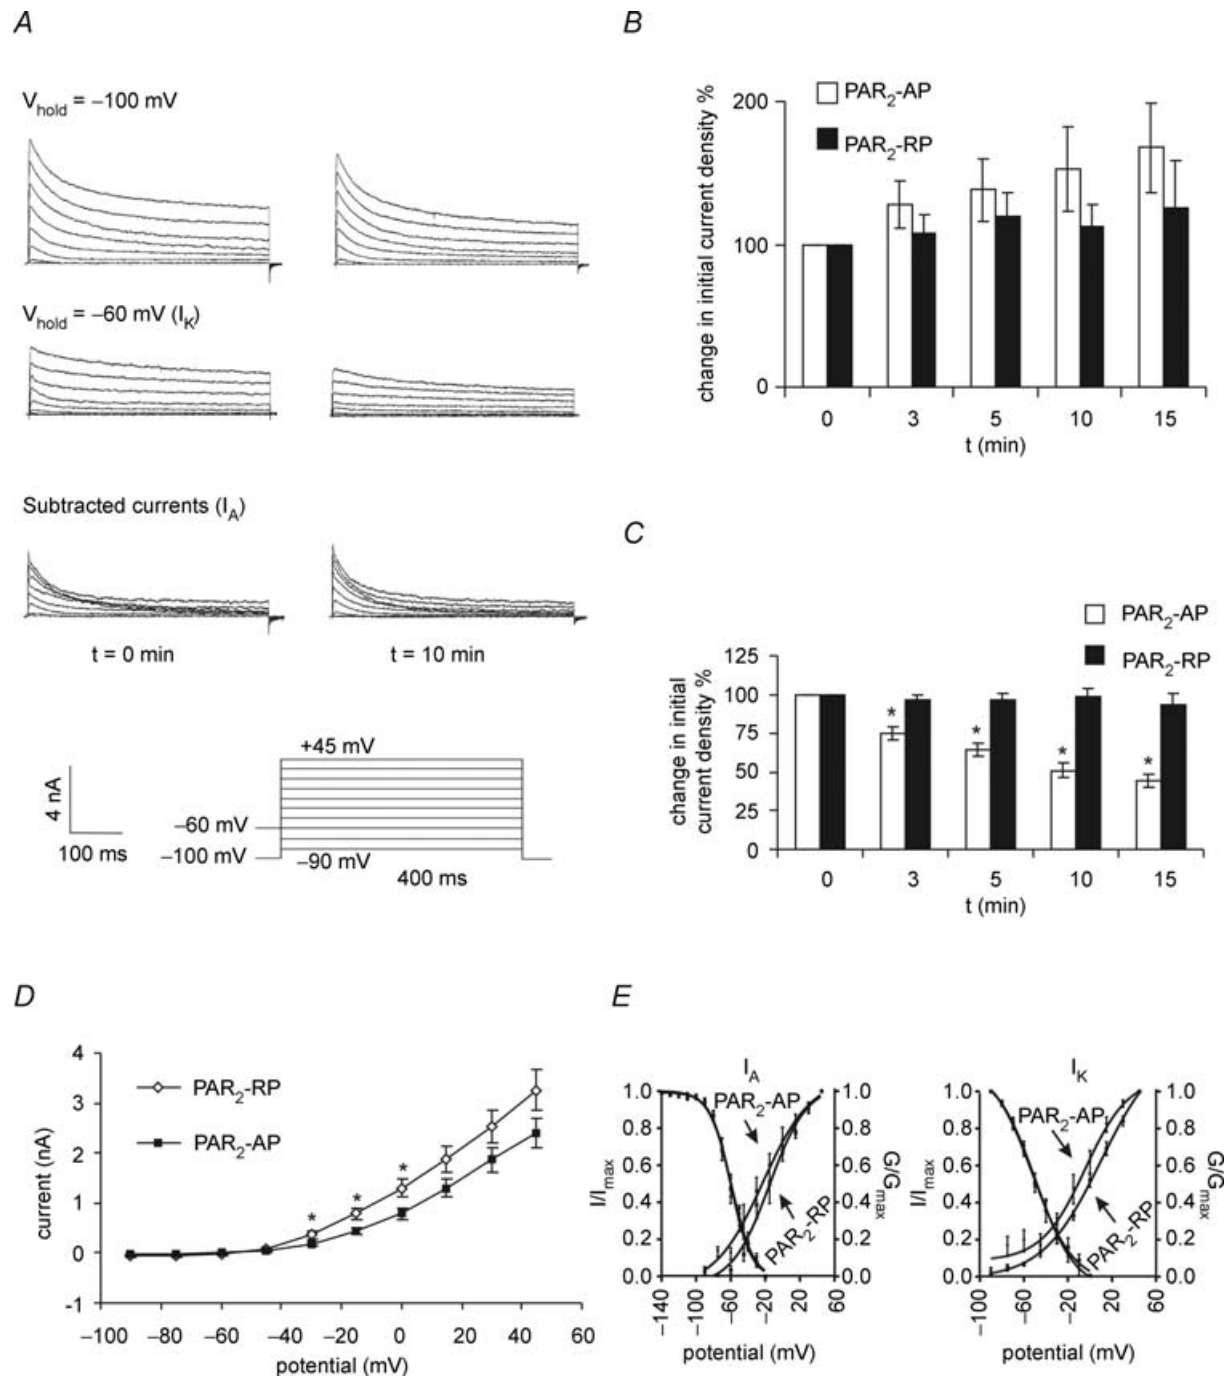 A
V_hold = −100 mV
V_hold = −60 mV (I_K)
Subtracted currents (I_A)
t = 0 min
t = 10 min
4 nA
100 ms
+45 mV
−60 mV
−100 mV
−90 mV
400 ms
B
PAR₂-AP
PAR₂-RP
change in initial current density %
200
100
0
0 3 5 10 15
t (min)
C
PAR₂-AP
PAR₂-RP
change in initial
current density %
125
100
75
50
25
0
* * * *
0 3 5 10 15
t (min)
D
PAR₂-RP
PAR₂-AP
current (nA)
4
3
2
1
0
-1
* * *
−100 −80 −60 −40 −20 0 20 40 60
potential (mV)
E
I_A
I/I_max
1.0
0.8
0.6
0.4
0.2
0.0
PAR₂-AP
PAR₂-RP
1.0
0.8
0.6
0.4
0.2
0.0
G/G_max
−140 −100 −60 −20 20 60
potential (mV)
I_K
I/I_max
1.0
0.8
0.6
0.4
0.2
0.0
PAR₂-AP
PAR₂-RP
1.0
0.8
0.6
0.4
0.2
0.0
G/G_max
−100 −60 −20 20 60
potential (mV)